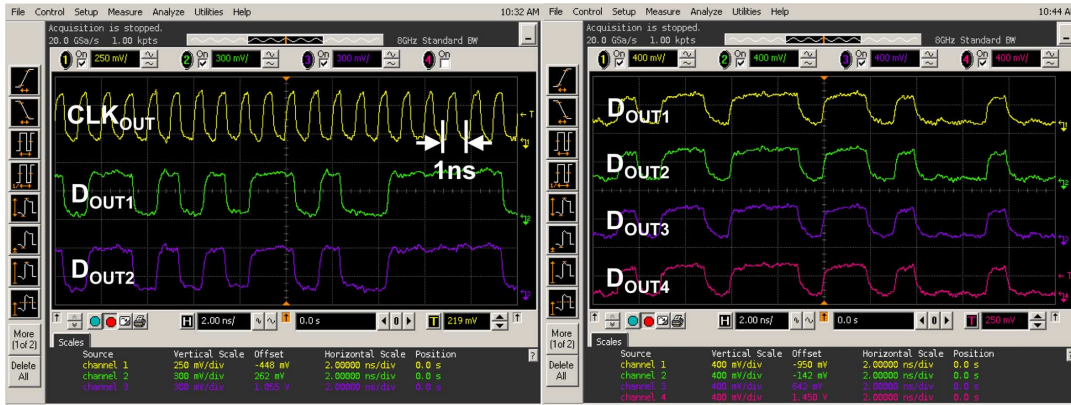 File Control Setup Measure Analyze Utilities Help 10:32 AM
Acquisition is stopped.
20.0 GSa/s 1.00 kpts 8GHz Standard BW
1 On 250 mV/ 2 On 300 mV/ 3 On 300 mV/ 4 On
CLKOUT
T
1ns
DOUT1
DOUT2
More
(1of 2)
Delete
All
H 2.00 ns/ 0.0 s 0 T 219 mV
Scales
Source Vertical Scale Offset Horizontal Scale Position
channel 1 250 mV/div -448 mV 2.00000 ns/div 0.0 s
channel 2 300 mV/div 262 mV 2.00000 ns/div 0.0 s
channel 3 300 mV/div 1.055 V 2.00000 ns/div 0.0 s
File Control Setup Measure Analyze Utilities Help 10:44 AM
Acquisition is stopped.
20.0 GSa/s 1.00 kpts 8GHz Standard BW
1 On 400 mV/ 2 On 400 mV/ 3 On 400 mV/ 4 On 400 mV/
DOUT1
T
DOUT2
DOUT3
DOUT4
More
(1of 2)
Delete
All
H 2.00 ns/ 0.0 s 0 T 250 mV
Scales
Source Vertical Scale Offset Horizontal Scale Position
channel 1 400 mV/div -950 mV 2.00000 ns/div 0.0 s
channel 2 400 mV/div -142 mV 2.00000 ns/div 0.0 s
channel 3 400 mV/div 642 mV 2.00000 ns/div 0.0 s
channel 4 400 mV/div 1.450 V 2.00000 ns/div 0.0 s